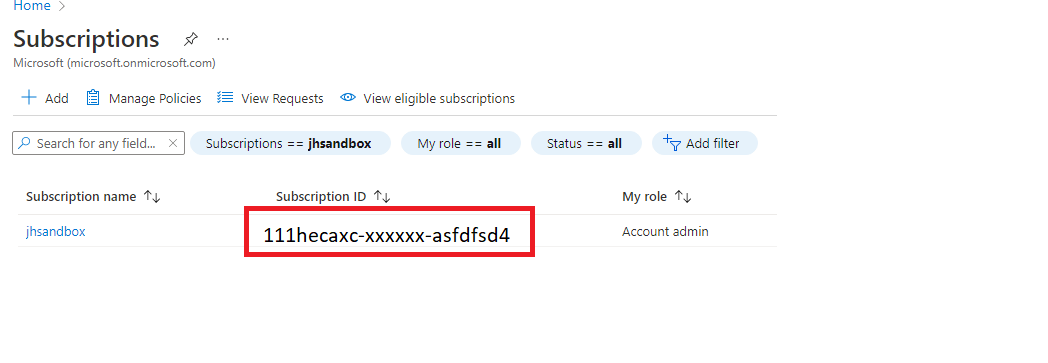 Home
Subscriptions
Microsoft (microsoft.onmicrosoft.com)
Add Manage Policies View Requests View eligible subscriptions
Search for any field... Subscriptions == jhsandbox My role == all Status == all Add filter
Subscription name Subscription ID My role
jhsandbox 111hecaxc-xxxxxx-asfdfsd4 Account admin